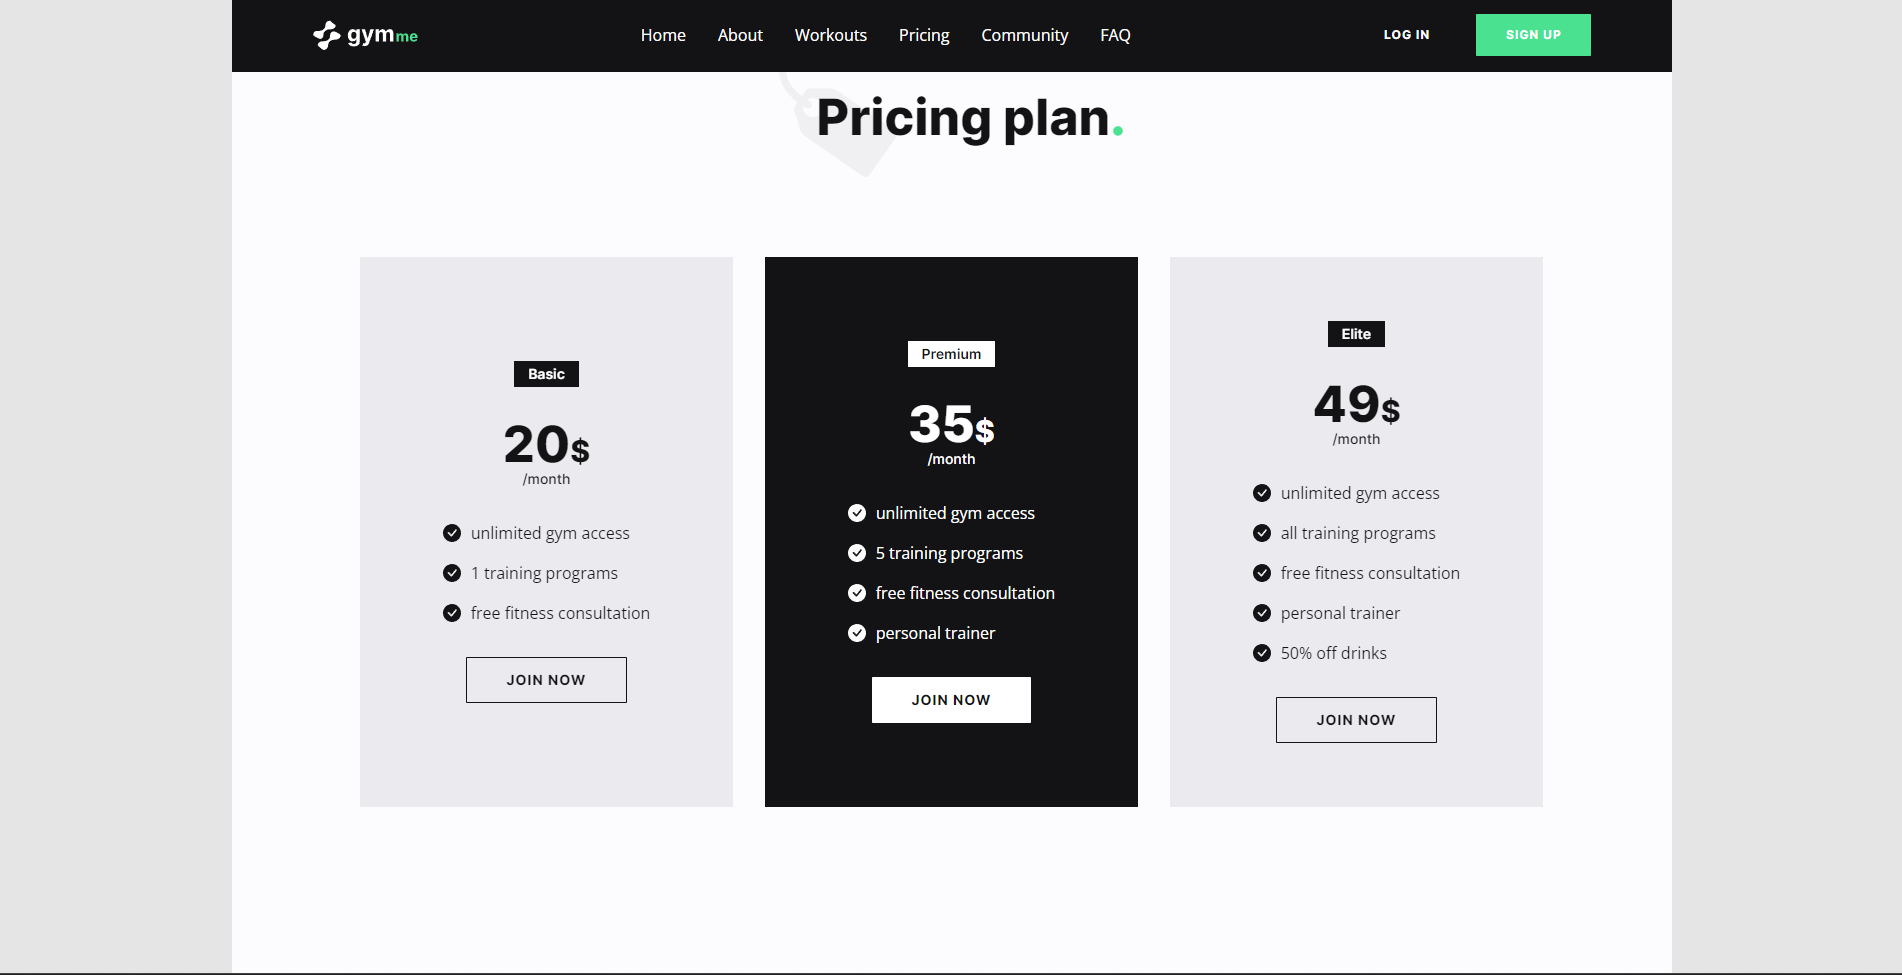 gymme
Home About Workouts Pricing Community FAQ
LOG IN
SIGN UP
Pricing plan.
Basic
20$
/month
unlimited gym access
1 training programs
free fitness consultation
JOIN NOW
Premium
35$
/month
unlimited gym access
5 training programs
free fitness consultation
personal trainer
JOIN NOW
Elite
49$
/month
unlimited gym access
all training programs
free fitness consultation
personal trainer
50% off drinks
JOIN NOW